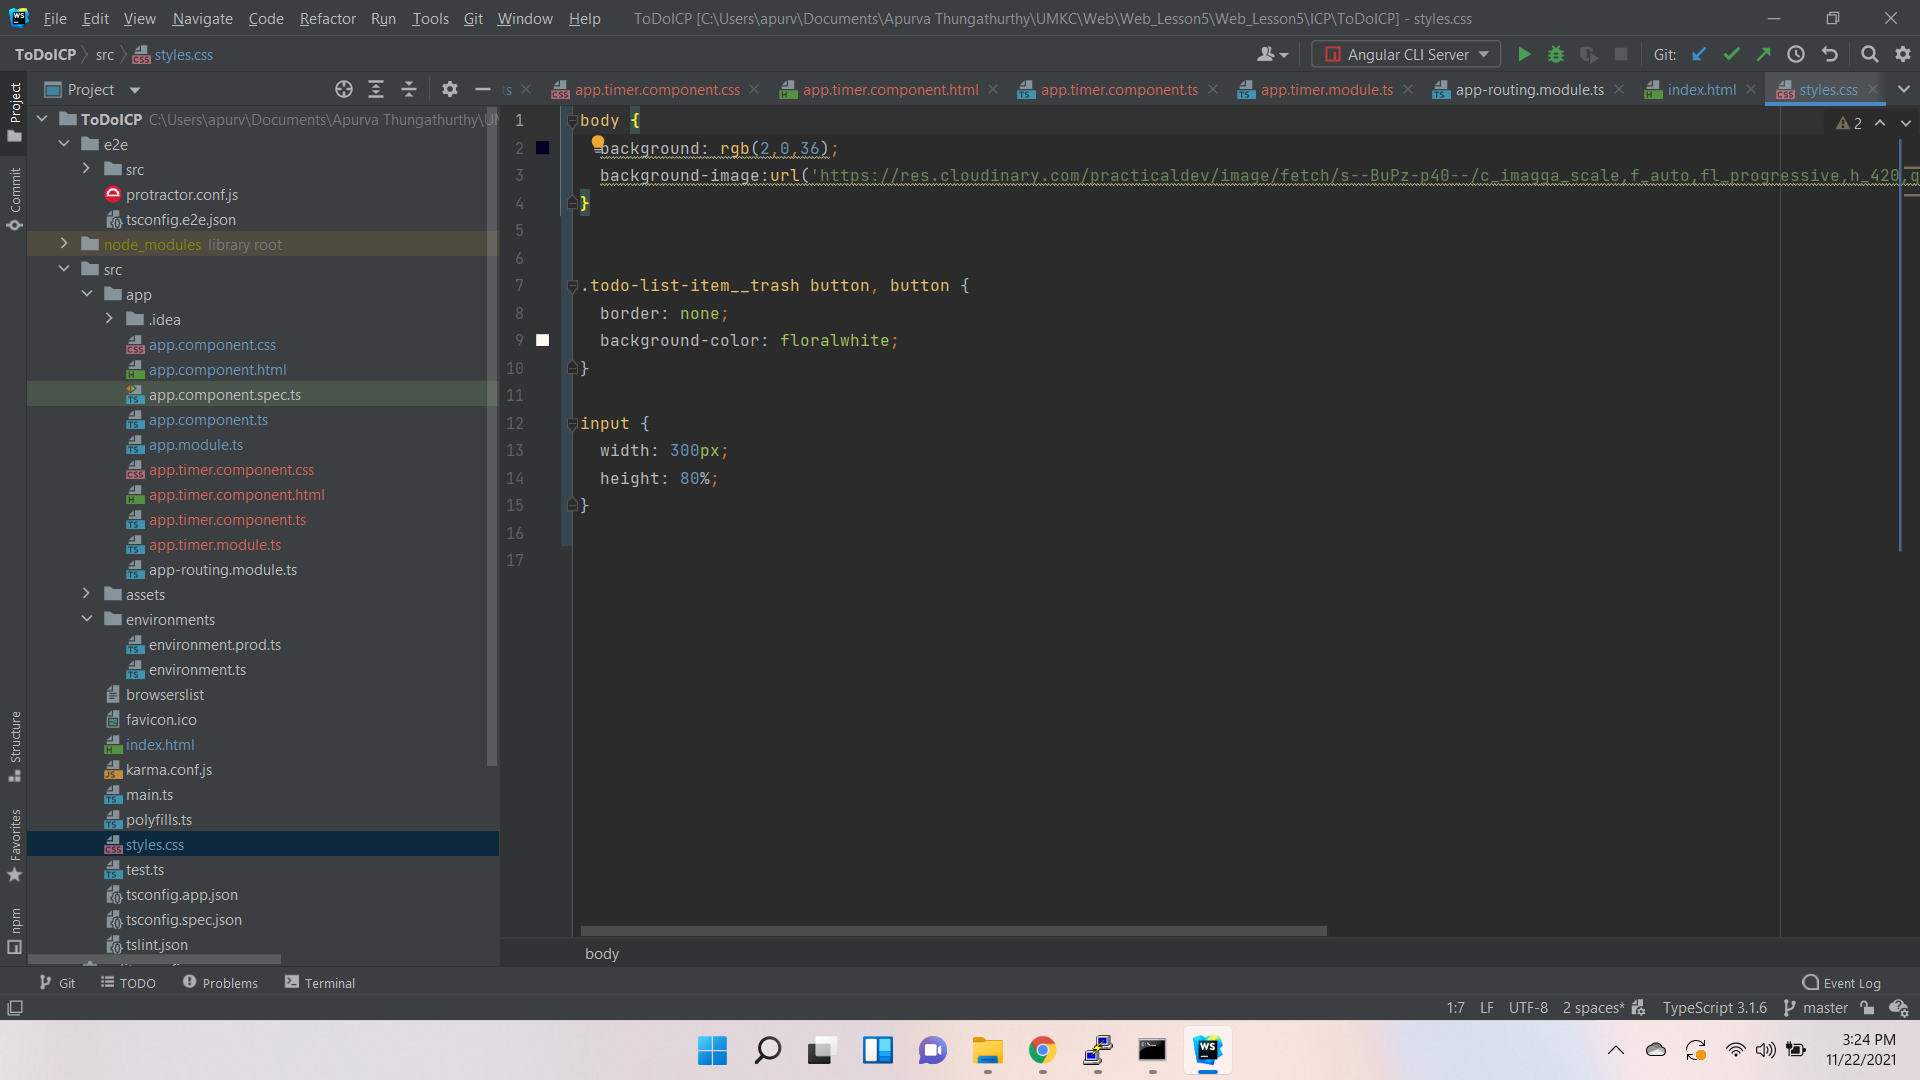 File Edit View Navigate Code Refactor Run Tools Git Window Help ToDoICP [C:\Users\apurv\Documents\Apurva Thungathurthy\UMKC\Web\Web_Lesson5\Web_Lesson5\ICP\ToDoICP] - styles.css
ToDoICP src styles.css Angular CLI Server Git:
Project ts app.timer.component.css app.timer.component.html app.timer.component.ts app.timer.module.ts app-routing.module.ts index.html styles.css
Project
Commit
Structure
Favorites
npm
ToDoICP C:\Users\apurv\Documents\Apurva Thungathurthy\UM
e2e
src
protractor.conf.js
tsconfig.e2e.json
node_modules library root
src
app
.idea
app.component.css
app.component.html
app.component.spec.ts
app.component.ts
app.module.ts
app.timer.component.css
app.timer.component.html
app.timer.component.ts
app.timer.module.ts
app-routing.module.ts
assets
environments
environment.prod.ts
environment.ts
browserslist
favicon.ico
index.html
karma.conf.js
main.ts
polyfills.ts
styles.css
test.ts
tsconfig.app.json
tsconfig.spec.json
tslint.json
1 body {
2 background: rgb(2,0,36);
3 background-image:url('https://res.cloudinary.com/practicaldev/image/fetch/s--BuPz-p40--/c_imagga_scale,f_auto,fl_progressive,h_420,q
4 }
5
6
7 .todo-list-item__trash button, button {
8 border: none;
9 background-color: floralwhite;
10 }
11
12 input {
13 width: 300px;
14 height: 80%;
15 }
16
17
2
body
Git TODO Problems Terminal Event Log
1:7 LF UTF-8 2 spaces* TypeScript 3.1.6 master
WS
3:24 PM
11/22/2021